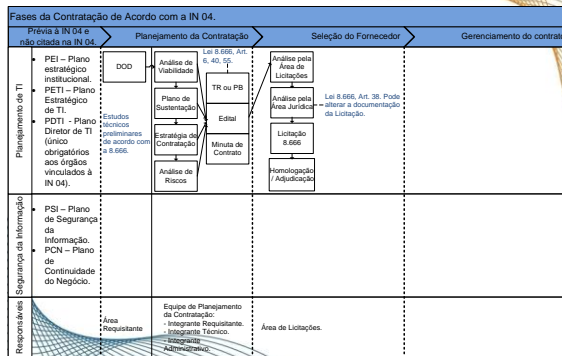 Fases da Contratação de Acordo com a IN 04.
Prévia à IN 04 e
não citada na IN 04.
Planejamento da Contratação
Seleção do Fornecedor
Gerenciamento do contrato
Planejamento de TI
• PEI – Plano
estratégico
institucional.
• PETI – Plano
Estratégico
de TI.
• PDTI - Plano
Diretor de TI
(único
obrigatórios
aos órgãos
vinculados à
IN 04).
DOD
Estudos
técnicos
preliminares
de acordo com
a 8.666.
Análise de
Viabilidade
Plano de
Sustentação
Estratégia de
Contratação
Análise de
Riscos
Lei 8.666, Art.
6, 40, 55.
TR ou PB
Edital
Minuta de
Contrato
Análise pela
Área de
Licitações
Análise pela
Área Jurídica
Licitação
8.666
Homologação
/ Adjudicação
Lei 8.666, Art. 38. Pode
alterar a documentação
da Licitação.
Segurança da Informação
• PSI – Plano
de Segurança
da
Informação.
• PCN – Plano
de
Continuidade
do Negócio.
Responsáveis
Área
Requisitante
Equipe de Planejamento
da Contratação:
- Integrante Requisitante.
- Integrante Técnico.
- Integrante
Administrativo.
Área de Licitações.